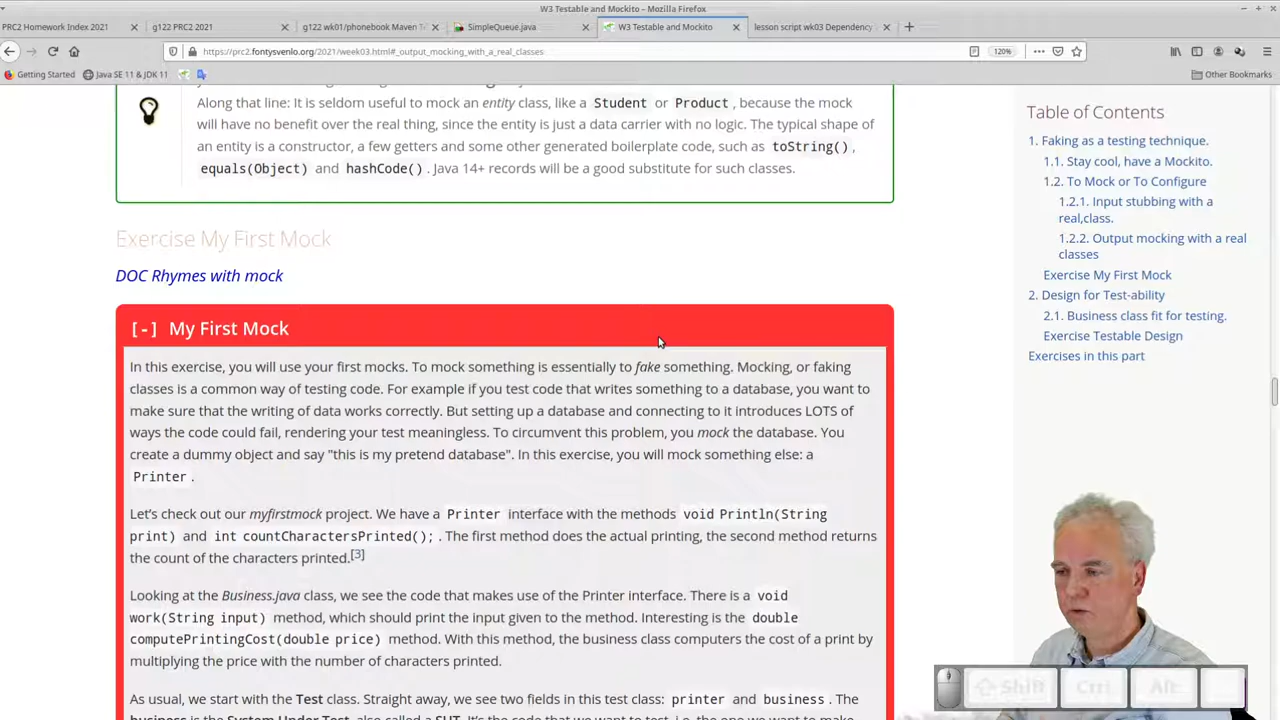 W3 Testable and Mockito - Mozilla Firefox
PRC2 Homework Index 2021
g122 PRC2 2021
g122 wk01/phonebook Maven T
SimpleQueue.java
W3 Testable and Mockito
lesson script wk03 Dependency
https://prc2.fontysvenlo.org/2021/week03.html#_output_mocking_with_a_real_classes
120%
Getting Started
Java SE 11 & JDK 11
Other Bookmarks
Along that line: It is seldom useful to mock an entity class, like a Student or Product, because the mock
will have no benefit over the real thing, since the entity is just a data carrier with no logic. The typical shape of
an entity is a constructor, a few getters and some other generated boilerplate code, such as toString(),
equals(Object) and hashCode(). Java 14+ records will be a good substitute for such classes.
Exercise My First Mock
DOC Rhymes with mock
[-] My First Mock
In this exercise, you will use your first mocks. To mock something is essentially to fake something. Mocking, or faking
classes is a common way of testing code. For example if you test code that writes something to a database, you want to
make sure that the writing of data works correctly. But setting up a database and connecting to it introduces LOTS of
ways the code could fail, rendering your test meaningless. To circumvent this problem, you mock the database. You
create a dummy object and say "this is my pretend database". In this exercise, you will mock something else: a
Printer.
Let's check out our myfirstmock project. We have a Printer interface with the methods void Println(String
print) and int countCharactersPrinted();. The first method does the actual printing, the second method returns
the count of the characters printed.[3]
Looking at the Business.java class, we see the code that makes use of the Printer interface. There is a void
work(String input) method, which should print the input given to the method. Interesting is the double
computePrintingCost(double price) method. With this method, the business class computers the cost of a print by
multiplying the price with the number of characters printed.
As usual, we start with the Test class. Straight away, we see two fields in this test class: printer and business. The
Table of Contents
1. Faking as a testing technique.
1.1. Stay cool, have a Mockito.
1.2. To Mock or To Configure
1.2.1. Input stubbing with a
real,class.
1.2.2. Output mocking with a real
classes
Exercise My First Mock
2. Design for Test-ability
2.1. Business class fit for testing.
Exercise Testable Design
Exercises in this part
Shift
Ctrl
Alt